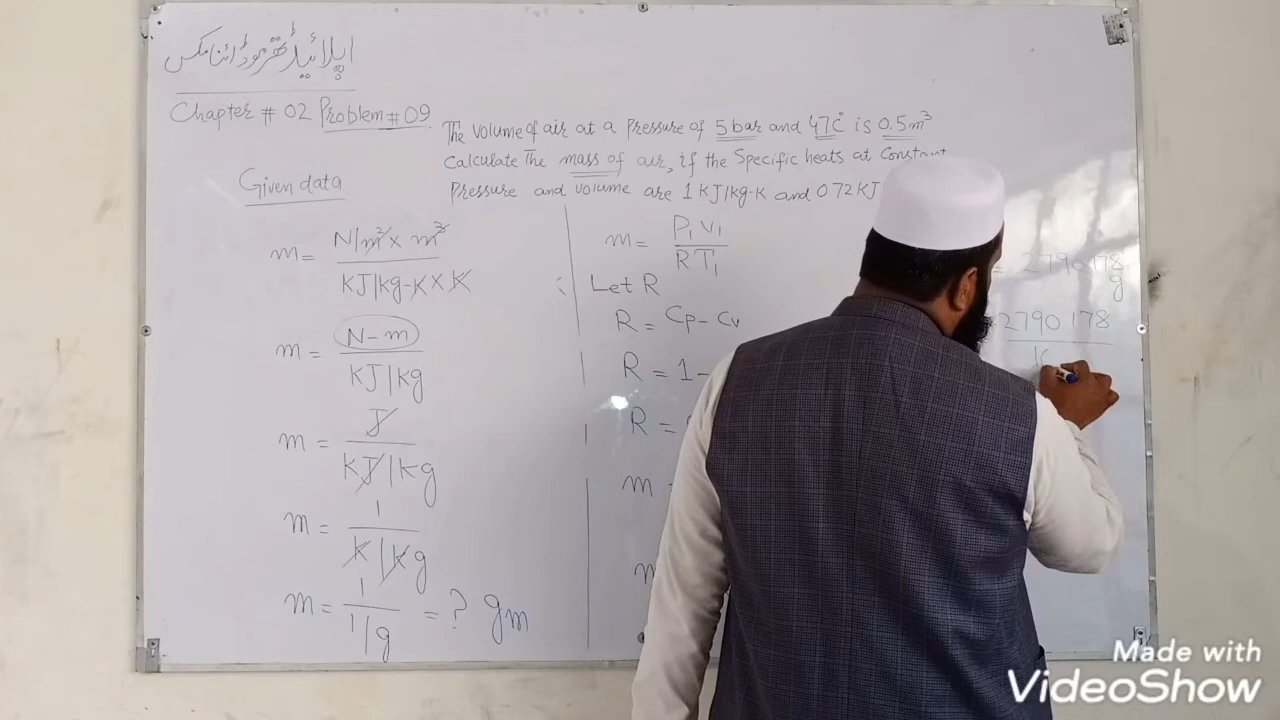 اپلائیڈ تھرموڈائنامکس
Chapter # 02 Problem # 09
The volume of air at a Pressure of 5 bar and 47C° is 0.5m³
Calculate The mass of air, if the Specific heats at Constant
Pressure and volume are 1 KJ/kg-K and 0 72 KJ
Given data
m = N/m² x m³
KJ/kg-K x K
m = N-m
KJ/kg
m = J
KJ/kg
m = 1
K/kg
m = 1
1/g = ? gm
m = P₁ V₁
R T₁
Let R
R = Cp - Cv
R = 1 -
R =
m =
m
= 2790 178
g
= 2790 178
K
Made with
VideoShow